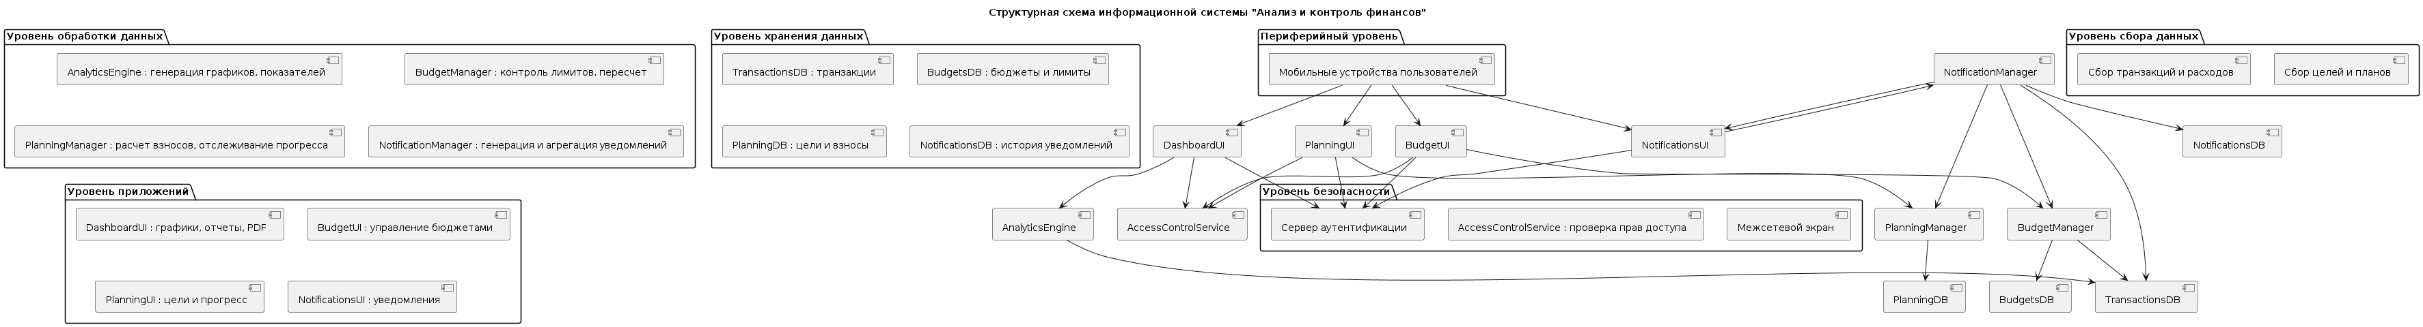 Структурная схема информационной системы "Анализ и контроль финансов"
Уровень обработки данных
AnalyticsEngine : генерация графиков, показателей
BudgetManager : контроль лимитов, пересчет
PlanningManager : расчет взносов, отслеживание прогресса
NotificationManager : генерация и агрегация уведомлений
Уровень хранения данных
TransactionsDB : транзакции
BudgetsDB : бюджеты и лимиты
PlanningDB : цели и взносы
NotificationsDB : история уведомлений
Периферийный уровень
Мобильные устройства пользователей
NotificationManager
Уровень сбора данных
Сбор транзакций и расходов
Сбор целей и планов
DashboardUI
PlanningUI
BudgetUI
NotificationsUI
NotificationsDB
Уровень приложений
DashboardUI : графики, отчеты, PDF
BudgetUI : управление бюджетами
PlanningUI : цели и прогресс
NotificationsUI : уведомления
AnalyticsEngine
AccessControlService
Уровень безопасности
Сервер аутентификации
AccessControlService : проверка прав доступа
Межсетевой экран
PlanningManager
BudgetManager
PlanningDB
BudgetsDB
TransactionsDB